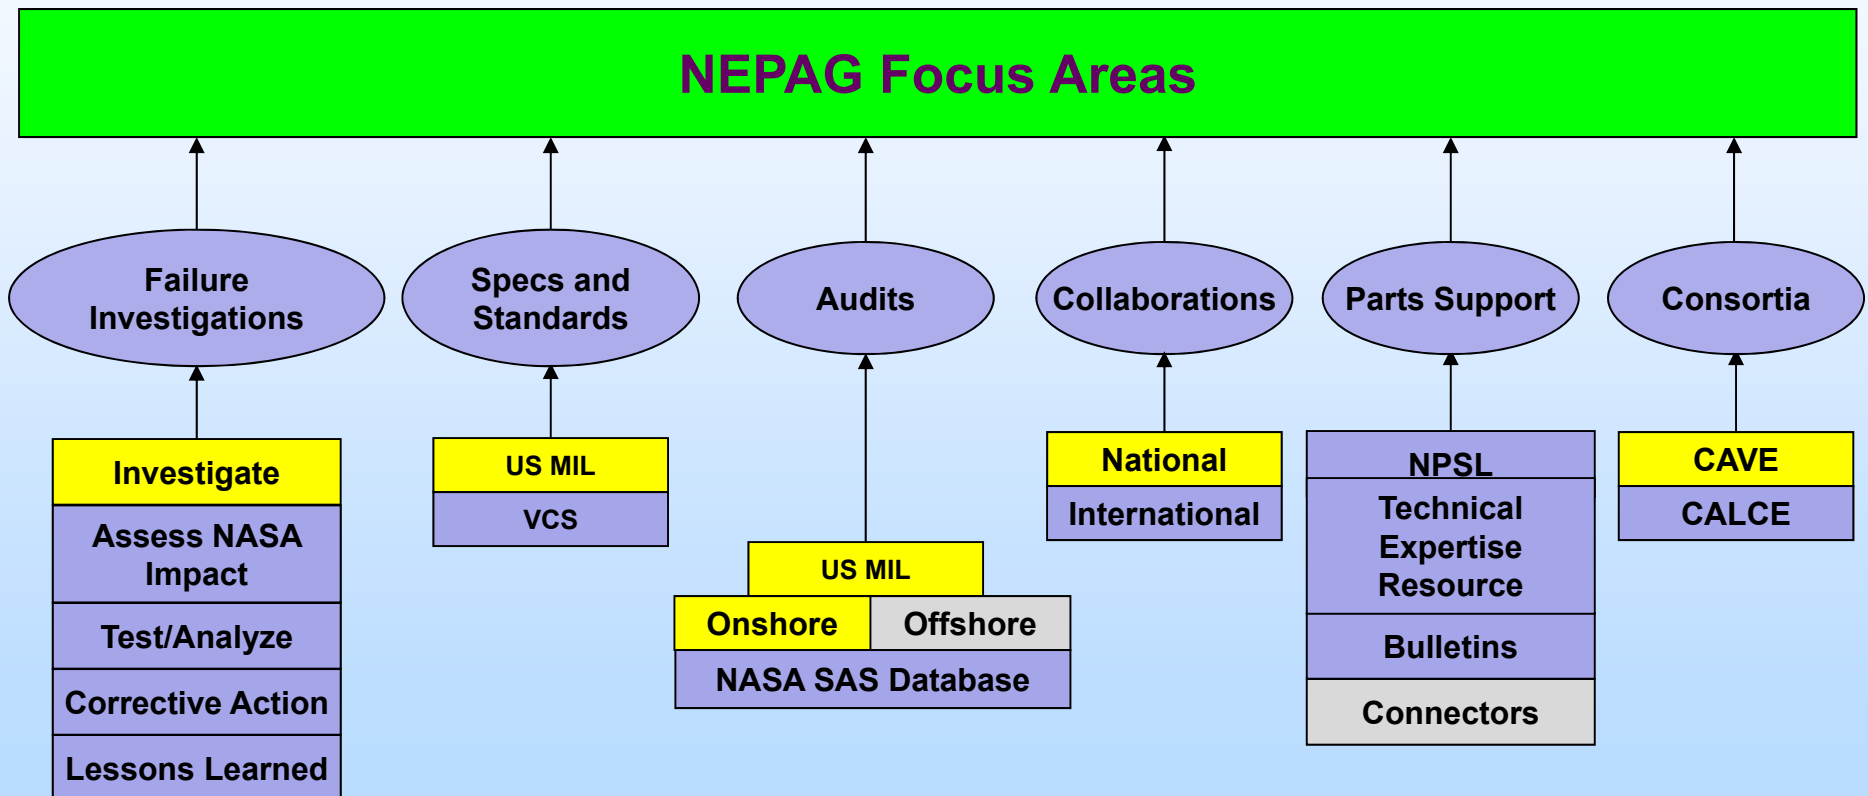 NEPAG Focus Areas
Failure
Investigations
Specs and
Standards
Audits
Collaborations
Parts Support
Consortia
Investigate
Assess NASA
Impact
Test/Analyze
Corrective Action
Lessons Learned
US MIL
VCS
US MIL
Onshore
Offshore
NASA SAS Database
National
International
NPSL
Technical
Expertise
Resource
Bulletins
Connectors
CAVE
CALCE